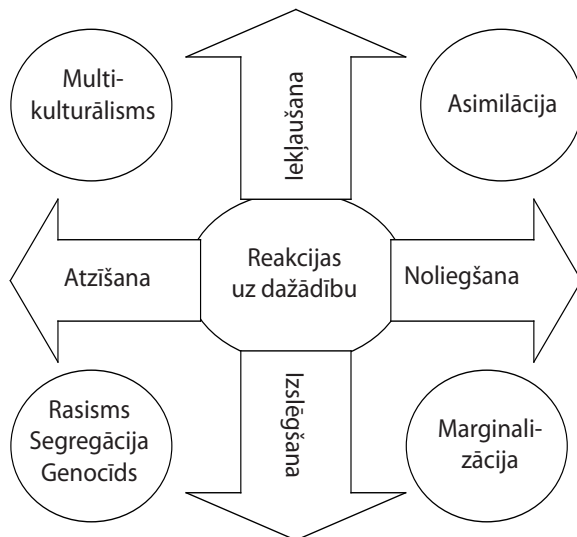 Multi-
kulturālisms
Iekļaušana
Asimilācija
Atzīšana
Reakcijas
uz dažādību
Noliegšana
Rasisms
Segregācija
Genocīds
Izslēgšana
Marginali-
zācija